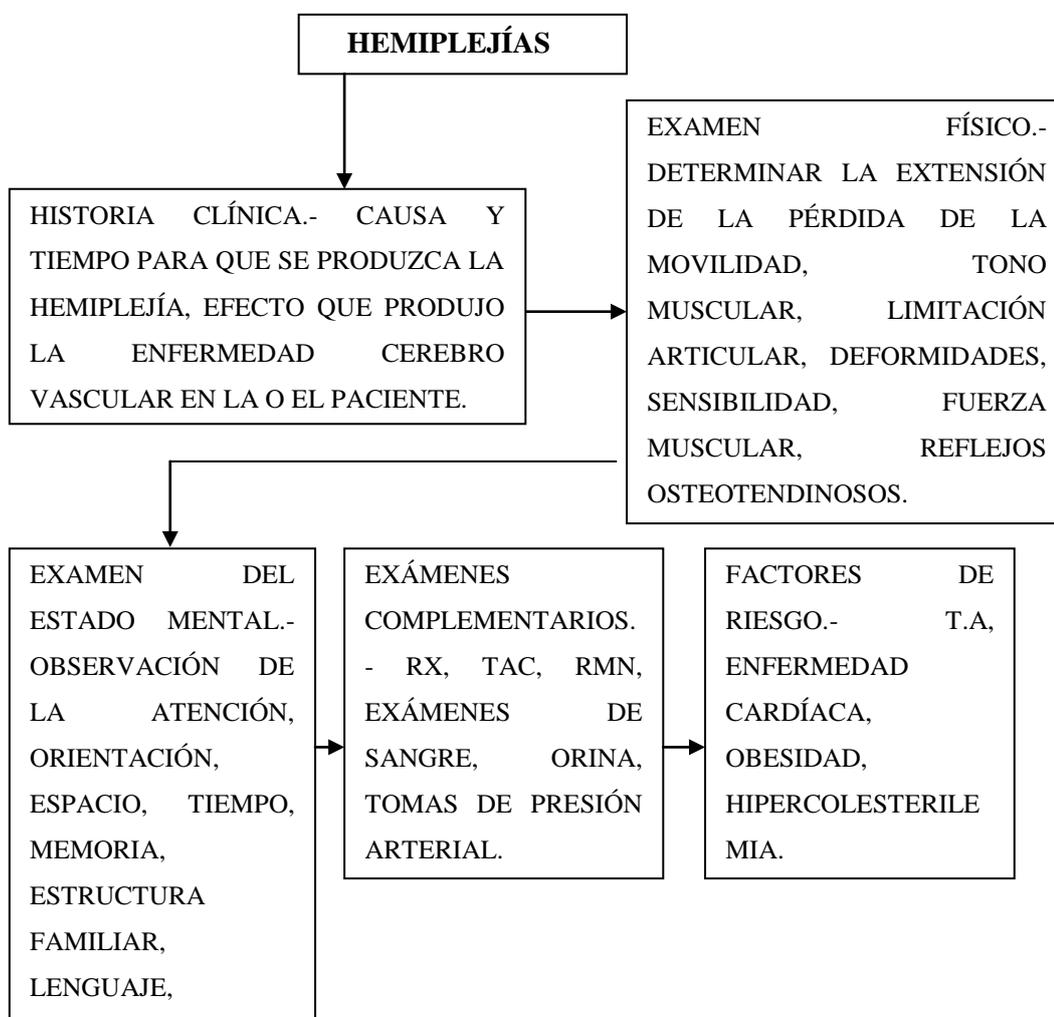 HEMIPLEJÍAS
HISTORIA CLÍNICA.- CAUSA Y
TIEMPO PARA QUE SE PRODUZCA LA
HEMIPLEJÍA, EFECTO QUE PRODUJO
LA ENFERMEDAD CEREBRO
VASCULAR EN LA O EL PACIENTE.
EXAMEN FÍSICO.-
DETERMINAR LA EXTENSIÓN
DE LA PÉRDIDA DE LA
MOVILIDAD, TONO
MUSCULAR, LIMITACIÓN
ARTICULAR, DEFORMIDADES,
SENSIBILIDAD, FUERZA
MUSCULAR, REFLEJOS
OSTEOTENDINOSOS.
EXAMEN DEL
ESTADO MENTAL.-
OBSERVACIÓN DE
LA ATENCIÓN,
ORIENTACIÓN,
ESPACIO, TIEMPO,
MEMORIA,
ESTRUCTURA
FAMILIAR,
LENGUAJE,
EXÁMENES
COMPLEMENTARIOS.
- RX, TAC, RMN,
EXÁMENES DE
SANGRE, ORINA,
TOMAS DE PRESIÓN
ARTERIAL.
FACTORES DE
RIESGO.- T.A,
ENFERMEDAD
CARDÍACA,
OBESIDAD,
HIPERCOLESTERILE
MIA.